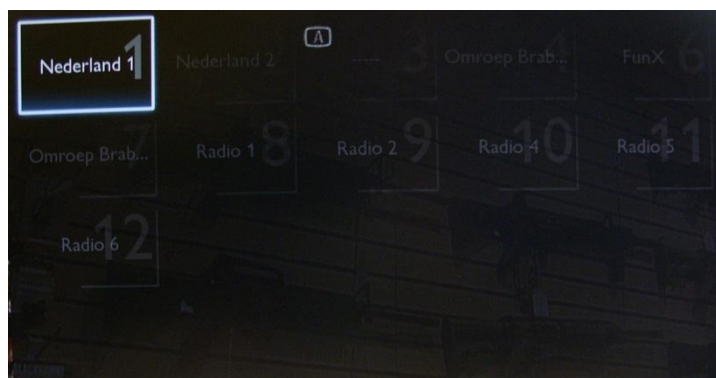 Nederland 1 1
Nederland 2
A
----- 3
Omroep Brab... 4
FunX 6
Omroep Brab... 7
Radio 1 8
Radio 2 9
Radio 4 10
Radio 5 11
Radio 6 12